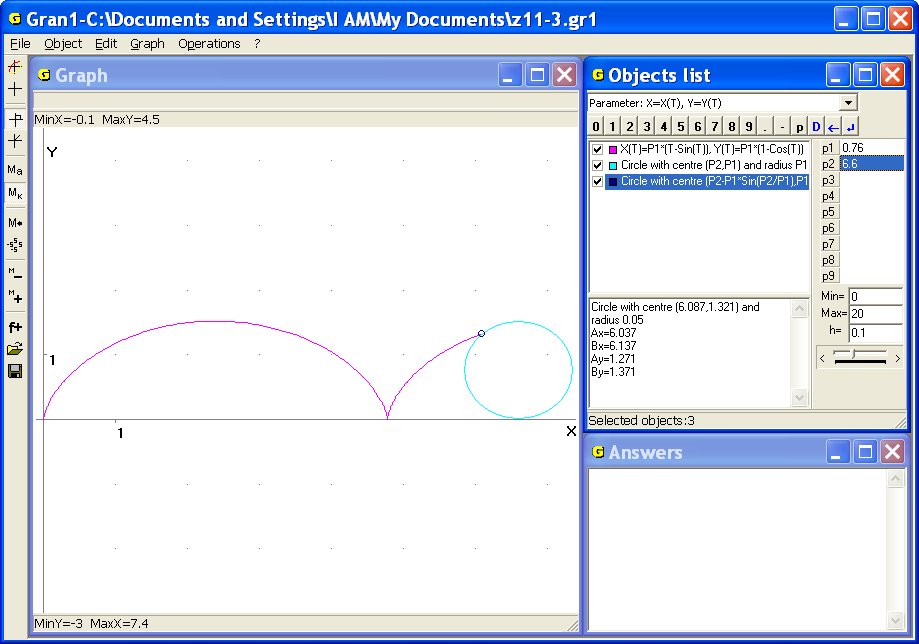 Gran1-C:\Documents and Settings\I AM\My Documents\z11-3.gr1
File Object Edit Graph Operations ?
Graph
MinX=-0.1 MaxY=4.5
Y
1
1
X
MinY=-3 MaxX=7.4
Ma
Mк
M
-555
M
M
f+
Objects list
Parameter: X=X(T), Y=Y(T)
0 1 2 3 4 5 6 7 8 9 . - p D ← ↲
X(T)=P1*(T-Sin(T)), Y(T)=P1*(1-Cos(T))
Circle with centre (P2,P1) and radius P1
Circle with centre (P2-P1*Sin(P2/P1),P1
p1 0.76
p2 6.6
p3
p4
p5
p6
p7
p8
p9
Min= 0
Max= 20
h= 0.1
< >
Circle with centre (6.087,1.321) and
radius 0.05
Ax=6.037
Bx=6.137
Ay=1.271
By=1.371
Selected objects:3
Answers